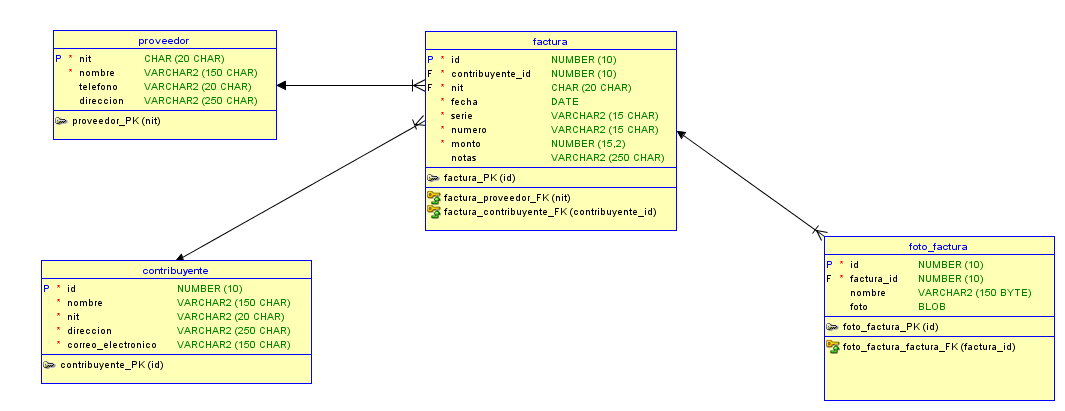 proveedor
P * nit CHAR (20 CHAR)
* nombre VARCHAR2 (150 CHAR)
telefono VARCHAR2 (20 CHAR)
direccion VARCHAR2 (250 CHAR)
proveedor_PK (nit)
factura
P * id NUMBER (10)
F * contribuyente_id NUMBER (10)
F * nit CHAR (20 CHAR)
* fecha DATE
* serie VARCHAR2 (15 CHAR)
* numero VARCHAR2 (15 CHAR)
* monto NUMBER (15,2)
notas VARCHAR2 (250 CHAR)
factura_PK (id)
factura_proveedor_FK (nit)
factura_contribuyente_FK (contribuyente_id)
contribuyente
P * id NUMBER (10)
* nombre VARCHAR2 (150 CHAR)
* nit VARCHAR2 (20 CHAR)
* direccion VARCHAR2 (250 CHAR)
* correo_electronico VARCHAR2 (150 CHAR)
contribuyente_PK (id)
foto_factura
P * id NUMBER (10)
F * factura_id NUMBER (10)
nombre VARCHAR2 (150 BYTE)
foto BLOB
foto_factura_PK (id)
foto_factura_factura_FK (factura_id)